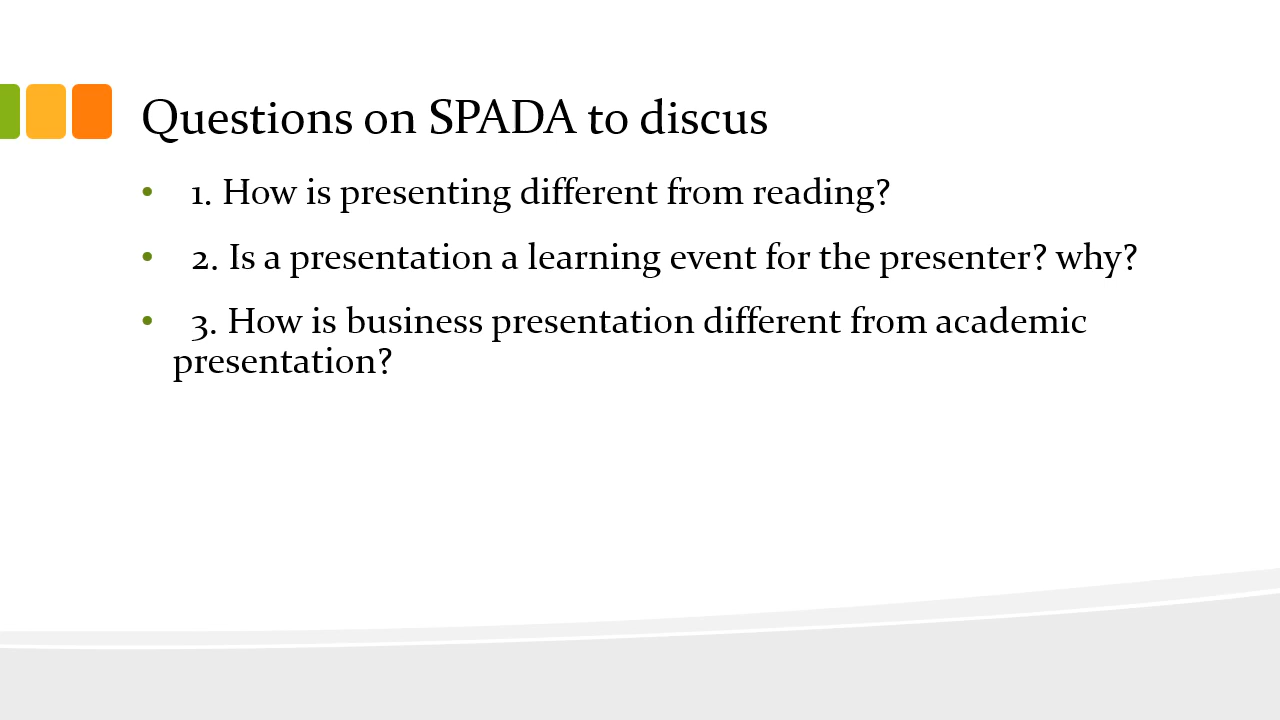 Questions on SPADA to discus
• 1. How is presenting different from reading?
• 2. Is a presentation a learning event for the presenter? why?
• 3. How is business presentation different from academic
presentation?